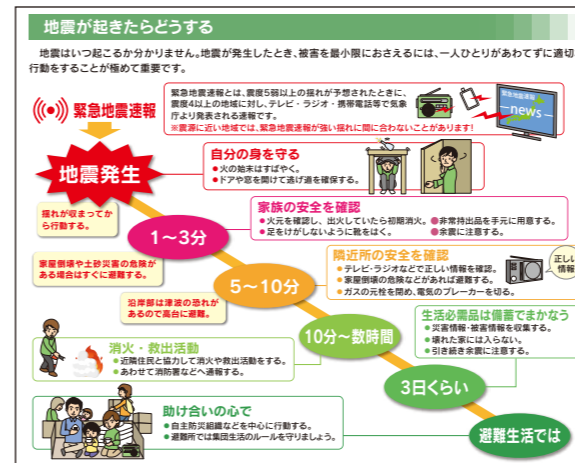 地震が起きたらどうする
地震はいつ起こるか分かりません。地震が発生したとき、被害を最小限におさえるには、一人ひとりがあわてずに適切
行動をすることが極めて重要です。
緊急地震速報
緊急地震速報とは、震度5弱以上の揺れが予想されたときに、
震度4以上の地域に対し、テレビ・ラジオ・携帯電話等で気象
庁より発表される速報です。
※震源に近い地域では、緊急地震速報が強い揺れに間に合わないことがあります!
緊急地震速報
news
地震発生
自分の身を守る
●火の始末はすばやく。
●ドアや窓を開けて逃げ道を確保する。
揺れが収まってか
ら行動する。
1～3分
家族の安全を確認
●火元を確認し、出火していたら初期消火。
●足をけがしないように靴をはく。
●非常持出品を手元に用意する。
●余震に注意する。
家屋倒壊や土砂災害の危険が
ある場合はすぐに避難する。
5～10分
隣近所の安全を確認
●テレビ・ラジオなどで正しい情報を確認。
●家屋倒壊の危険などがあれば避難する。
●ガスの元栓を閉め、電気のブレーカーを切る。
正しい
情報
沿岸部は津波の恐れが
あるので高台に避難。
10分～数時間
生活必需品は備蓄でまかなう
●災害情報・被害情報を収集する。
●壊れた家には入らない。
●引き続き余震に注意する。
消火・救出活動
●近隣住民と協力して消火や救出活動をする。
●あわせて消防署などへ通報する。
3日くらい
助け合いの心で
●自主防災組織などを中心に行動する。
●避難所では集団生活のルールを守りましょう。
避難生活では